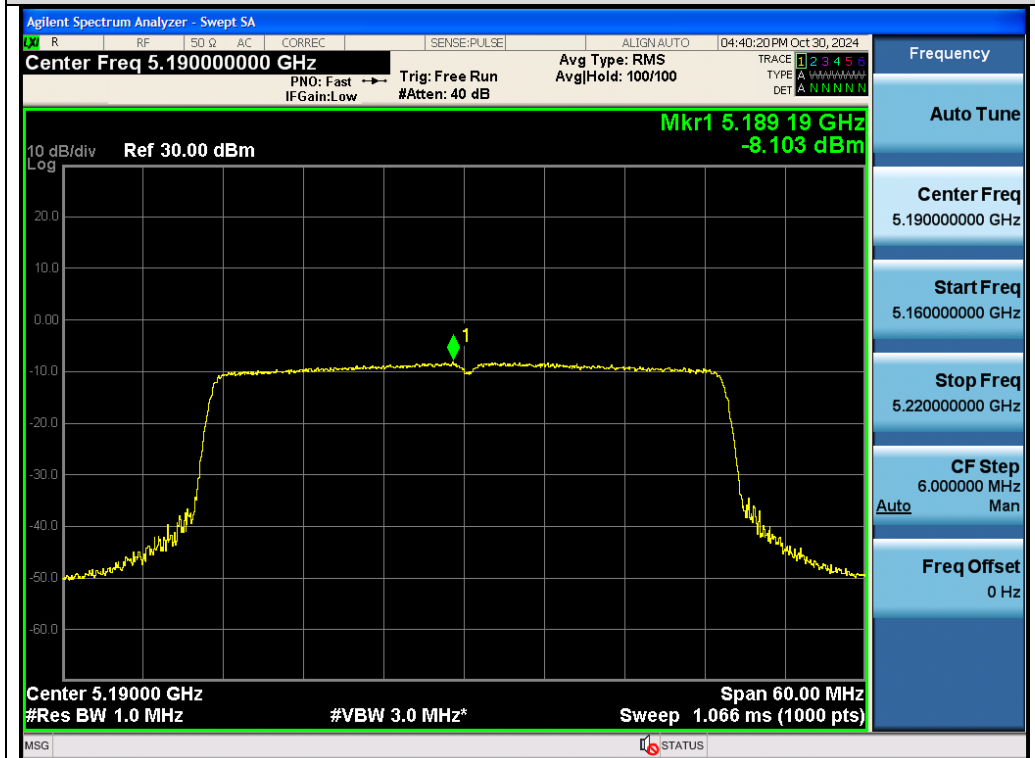 Agilent Spectrum Analyzer - Swept SA
LXI R RF 50 Ω AC CORREC SENSE:PULSE ALIGN AUTO 04:40:20 PM Oct 30, 2024
Center Freq 5.190000000 GHz
PNO: Fast
IFGain:Low
Trig: Free Run
#Atten: 40 dB
Avg Type: RMS
Avg|Hold: 100/100
TRACE 1 2 3 4 5 6
TYPE A WWWWW
DET A N N N N N
Mkr1 5.189 19 GHz
-8.103 dBm
10 dB/div Ref 30.00 dBm
Log
20.0
10.0
0.00
-10.0
-20.0
-30.0
-40.0
-50.0
-60.0
1
Center 5.19000 GHz
Span 60.00 MHz
#Res BW 1.0 MHz
#VBW 3.0 MHz*
Sweep 1.066 ms (1000 pts)
MSG
STATUS
Frequency
Auto Tune
Center Freq
5.190000000 GHz
Start Freq
5.160000000 GHz
Stop Freq
5.220000000 GHz
CF Step
6.000000 MHz
Auto Man
Freq Offset
0 Hz